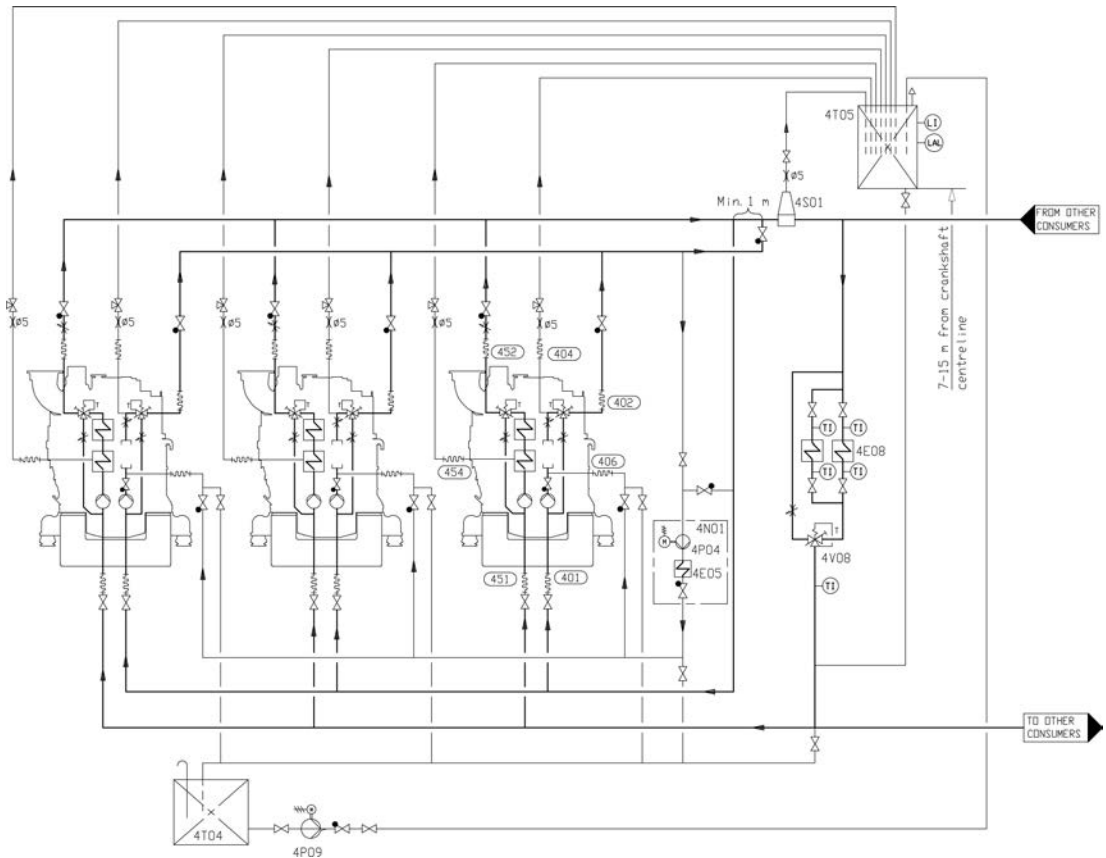 4T05
LI
LAL
Ø5
Min. 1 m
4S01
FROM OTHER
CONSUMERS
7-15 m from crankshaft
centreline
Ø5
Ø5
Ø5
Ø5
Ø5
Ø5
452
404
T
T
T
T
T
T
402
TI
TI
4E08
454
406
TI
TI
4N01
M
4P04
4E05
T
4V08
451
401
TI
TO OTHER
CONSUMERS
4T04
M
4P09